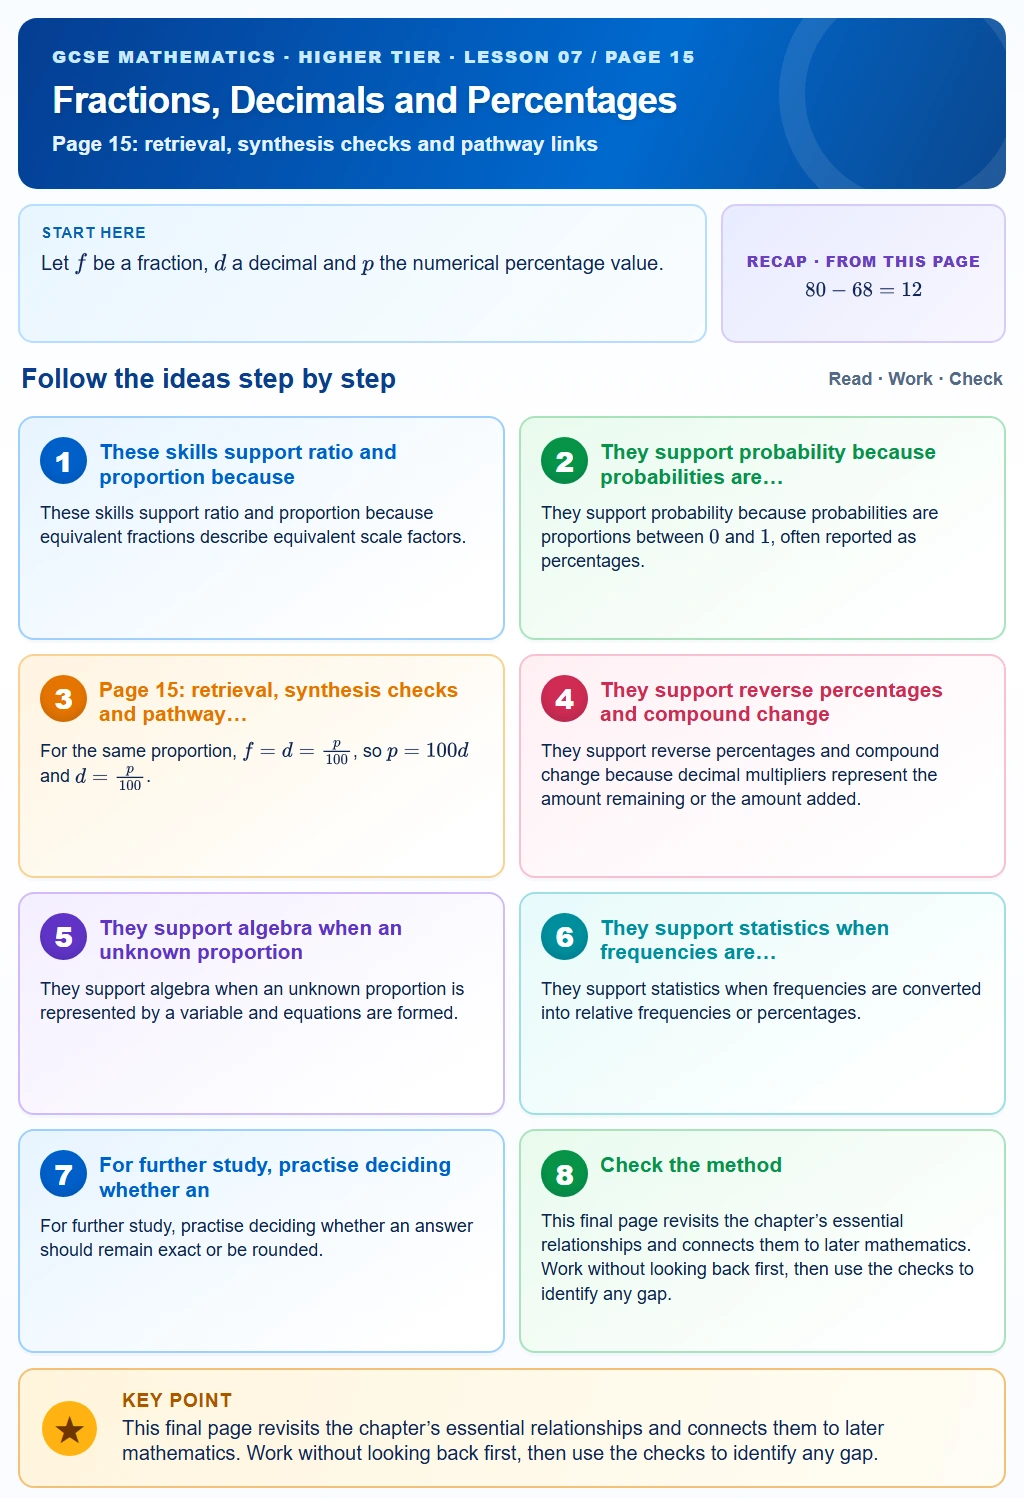 GCSE MATHEMATICS · HIGHER TIER · LESSON 07 / PAGE 15
Fractions, Decimals and Percentages
Page 15: retrieval, synthesis checks and pathway links
START HERE
Let f be a fraction, d a decimal and p the numerical percentage value.
RECAP · FROM THIS PAGE
80 − 68 = 12
Follow the ideas step by step
Read · Work · Check
1
These skills support ratio and
proportion because
These skills support ratio and proportion because
equivalent fractions describe equivalent scale factors.
2
They support probability because
probabilities are…
They support probability because probabilities are
proportions between 0 and 1, often reported as
percentages.
3
Page 15: retrieval, synthesis checks
and pathway…
For the same proportion, f = d = p/100, so p = 100d
and d = p/100.
4
They support reverse percentages
and compound change
They support reverse percentages and compound
change because decimal multipliers represent the
amount remaining or the amount added.
5
They support algebra when an
unknown proportion
They support algebra when an unknown proportion is
represented by a variable and equations are formed.
6
They support statistics when
frequencies are…
They support statistics when frequencies are converted
into relative frequencies or percentages.
7
For further study, practise deciding
whether an
For further study, practise deciding whether an answer
should remain exact or be rounded.
8
Check the method
This final page revisits the chapter’s essential
relationships and connects them to later mathematics.
Work without looking back first, then use the checks to
identify any gap.
KEY POINT
This final page revisits the chapter’s essential relationships and connects them to later
mathematics. Work without looking back first, then use the checks to identify any gap.